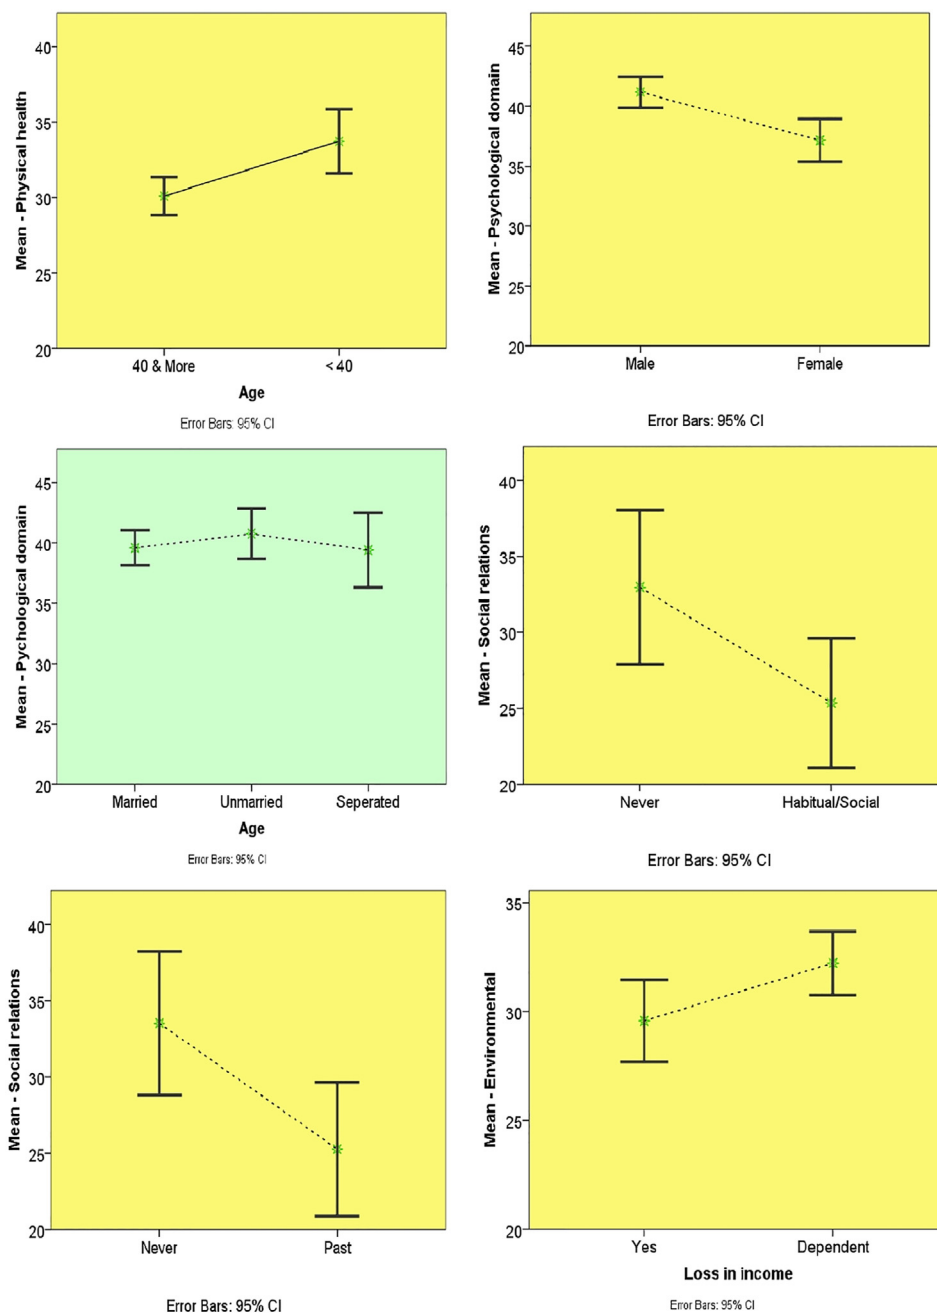 Mean - Physical health
40
35
30
25
20
40 & More
< 40
Age
Error Bars: 95% CI
Mean - Psychological domain
45
40
35
30
25
20
Male
Female
Error Bars: 95% CI
Mean - Pychological domain
45
40
35
30
25
20
Married
Unmarried
Seperated
Age
Error Bars: 95% CI
Mean - Social relations
40
35
30
25
20
Never
Habitual/Social
Error Bars: 95% CI
Mean - Social relations
40
35
30
25
20
Never
Past
Error Bars: 95% CI
Mean - Environmental
35
30
25
20
Yes
Dependent
Loss in income
Error Bars: 95% CI